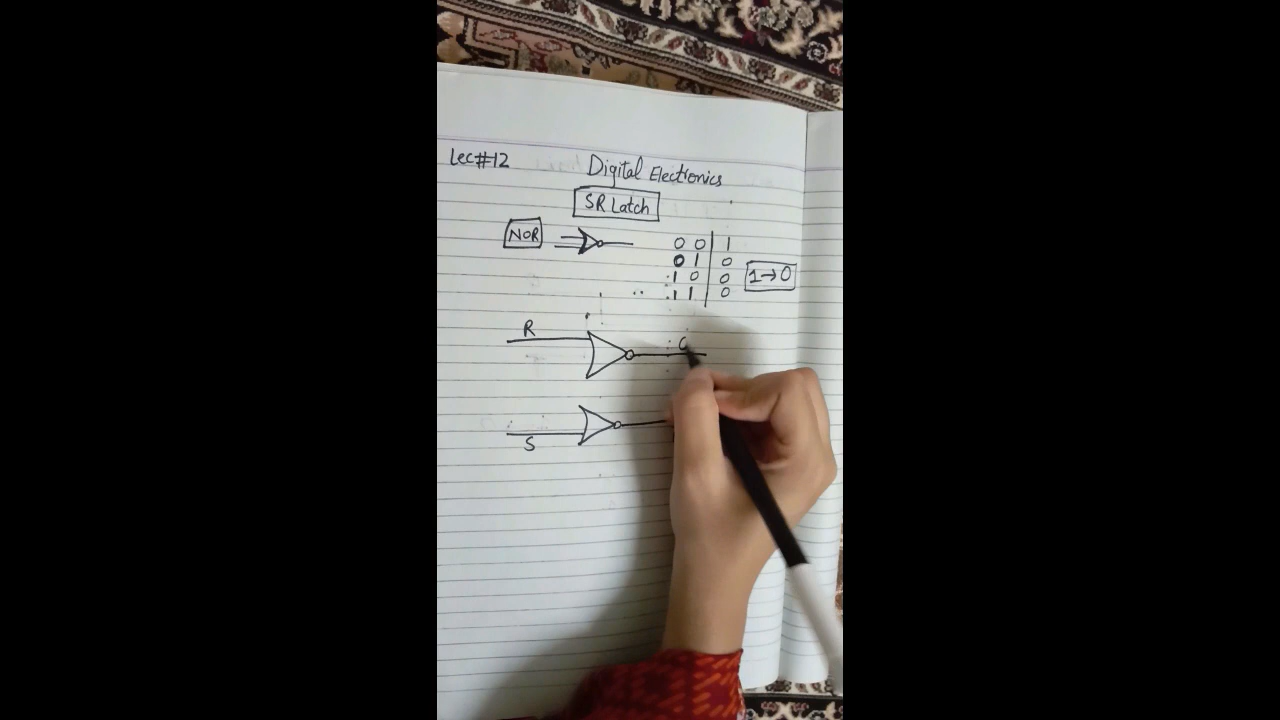 Lec#12
Digital Electronics
SR Latch
NOR
0 0 | 1
0 1 | 0
1 0 | 0
1 1 | 0
1→0
R
S